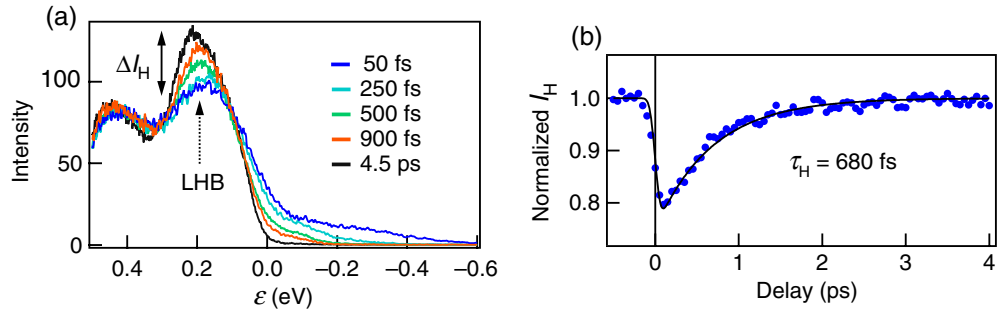 (a)
Intensity
100
50
0
ΔI_H
LHB
50 fs
250 fs
500 fs
900 fs
4.5 ps
0.4 0.2 0.0 −0.2 −0.4 −0.6
ε (eV)
(b)
Normalized I_H
1.0
0.9
0.8
τ_H = 680 fs
0 1 2 3 4
Delay (ps)